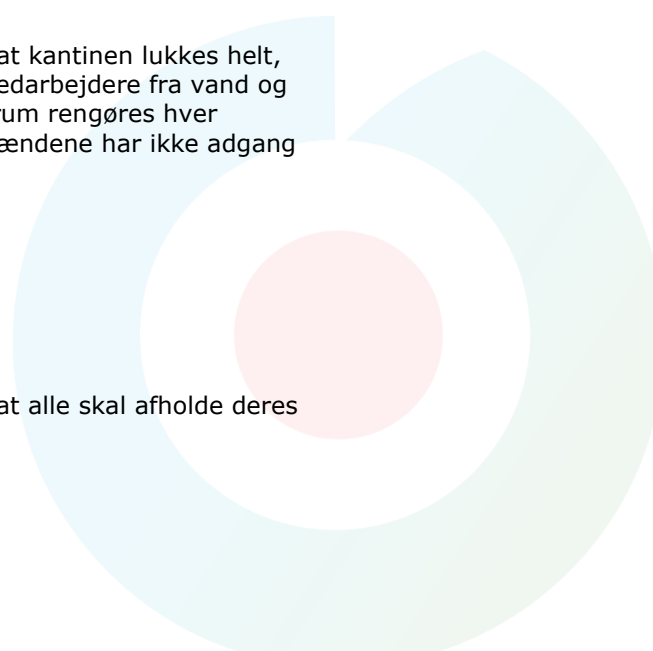 at kantinen lukkes helt,
edarbejdere fra vand og
rum rengøres hver
ændene har ikke adgang
at alle skal afholde deres